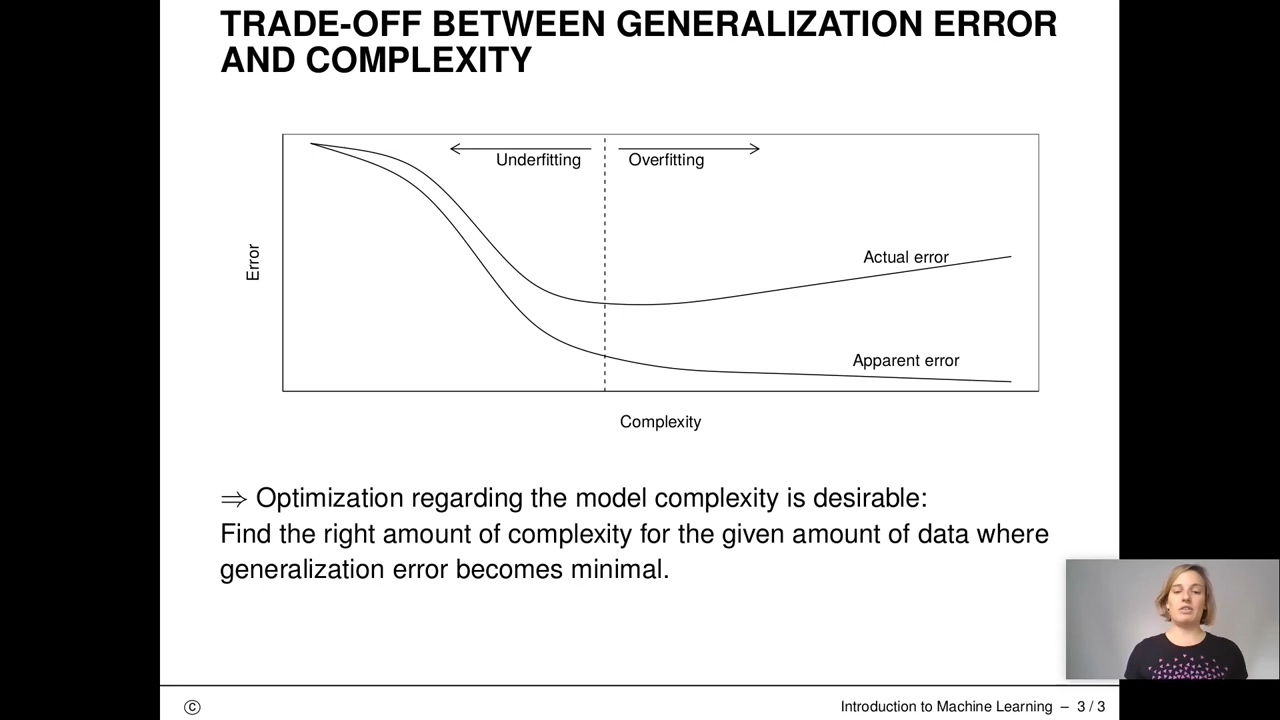 TRADE-OFF BETWEEN GENERALIZATION ERROR
AND COMPLEXITY
Underfitting
Overfitting
Error
Actual error
Apparent error
Complexity
⇒ Optimization regarding the model complexity is desirable:
Find the right amount of complexity for the given amount of data where
generalization error becomes minimal.
©
Introduction to Machine Learning – 3 / 3